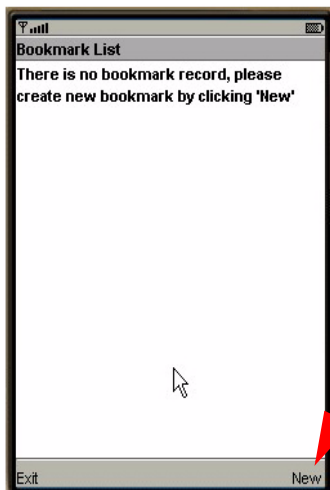 Bookmark List
There is no bookmark record, please
create new bookmark by clicking 'New'
Exit New